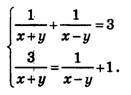 1/(x+y) + 1/(x−y) = 3
3/(x+y) = 1/(x−y) + 1.